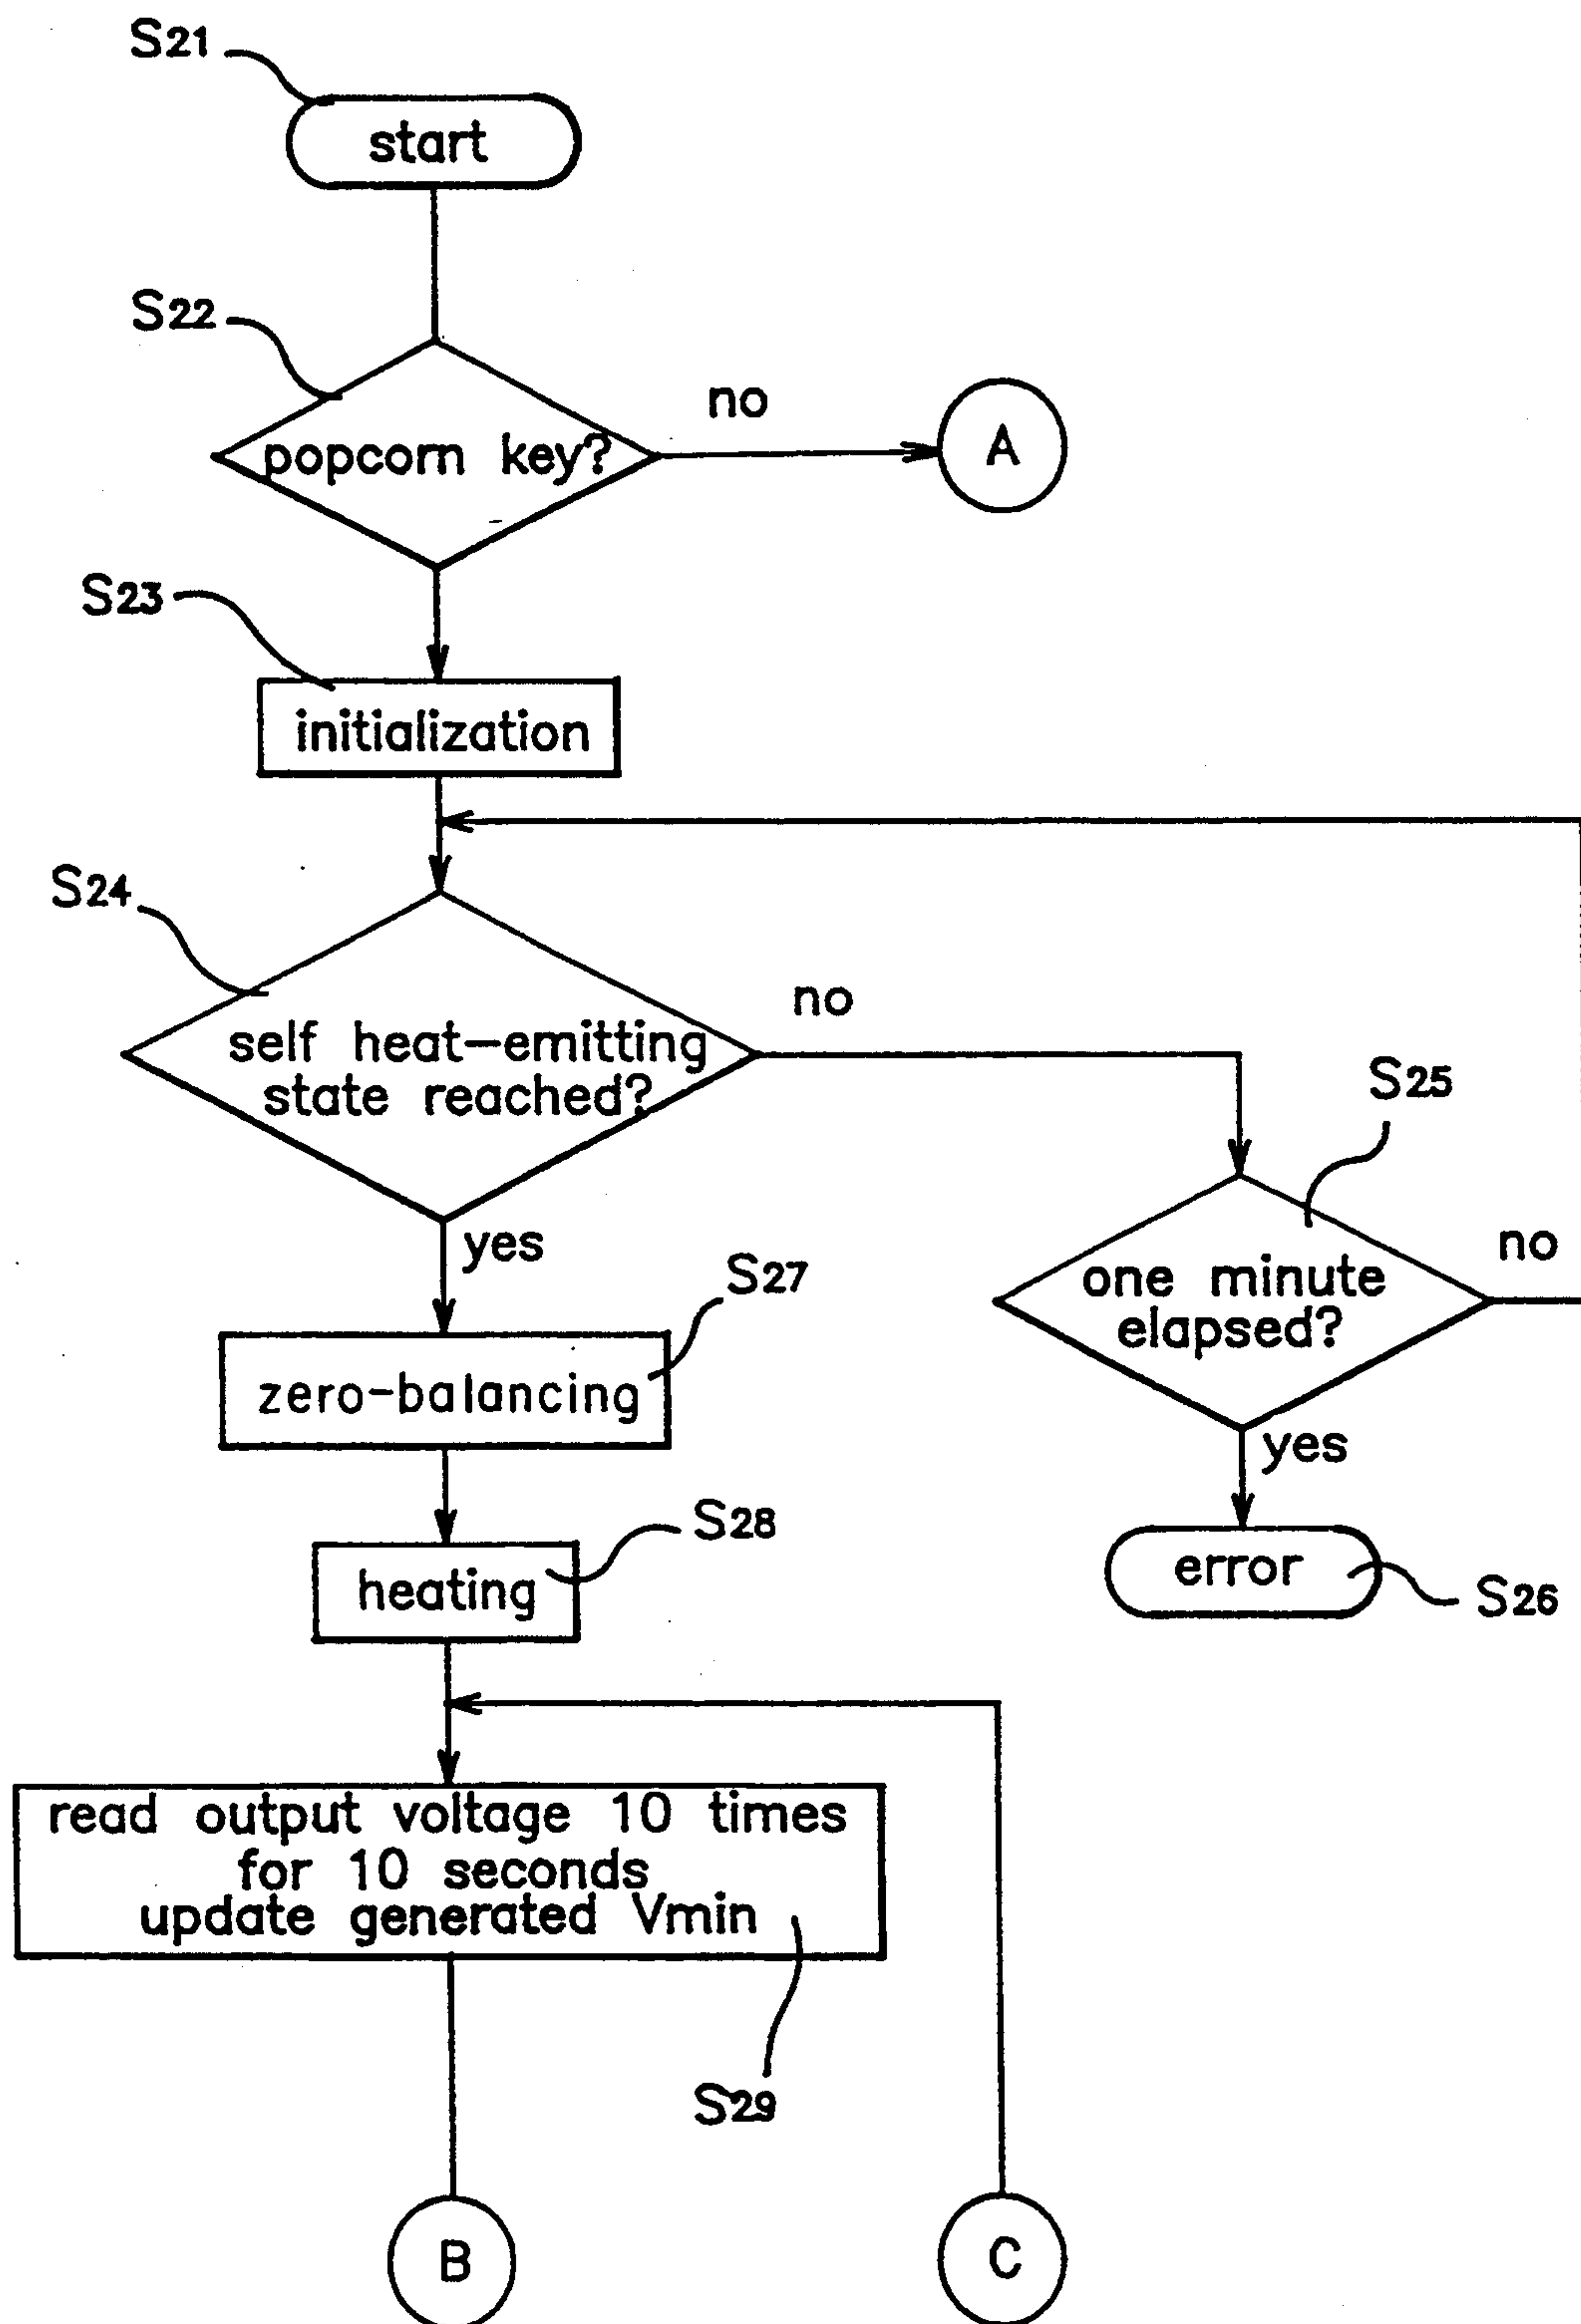 S21
start
S22
no
popcorn key?
A
S23
initialization
S24
no
self heat-emitting
state reached?
S25
yes
no
S27
one minute
elapsed?
zero-balancing
yes
S28
error
heating
S26
read output voltage 10 times
for 10 seconds
update generated Vmin
S29
B
C